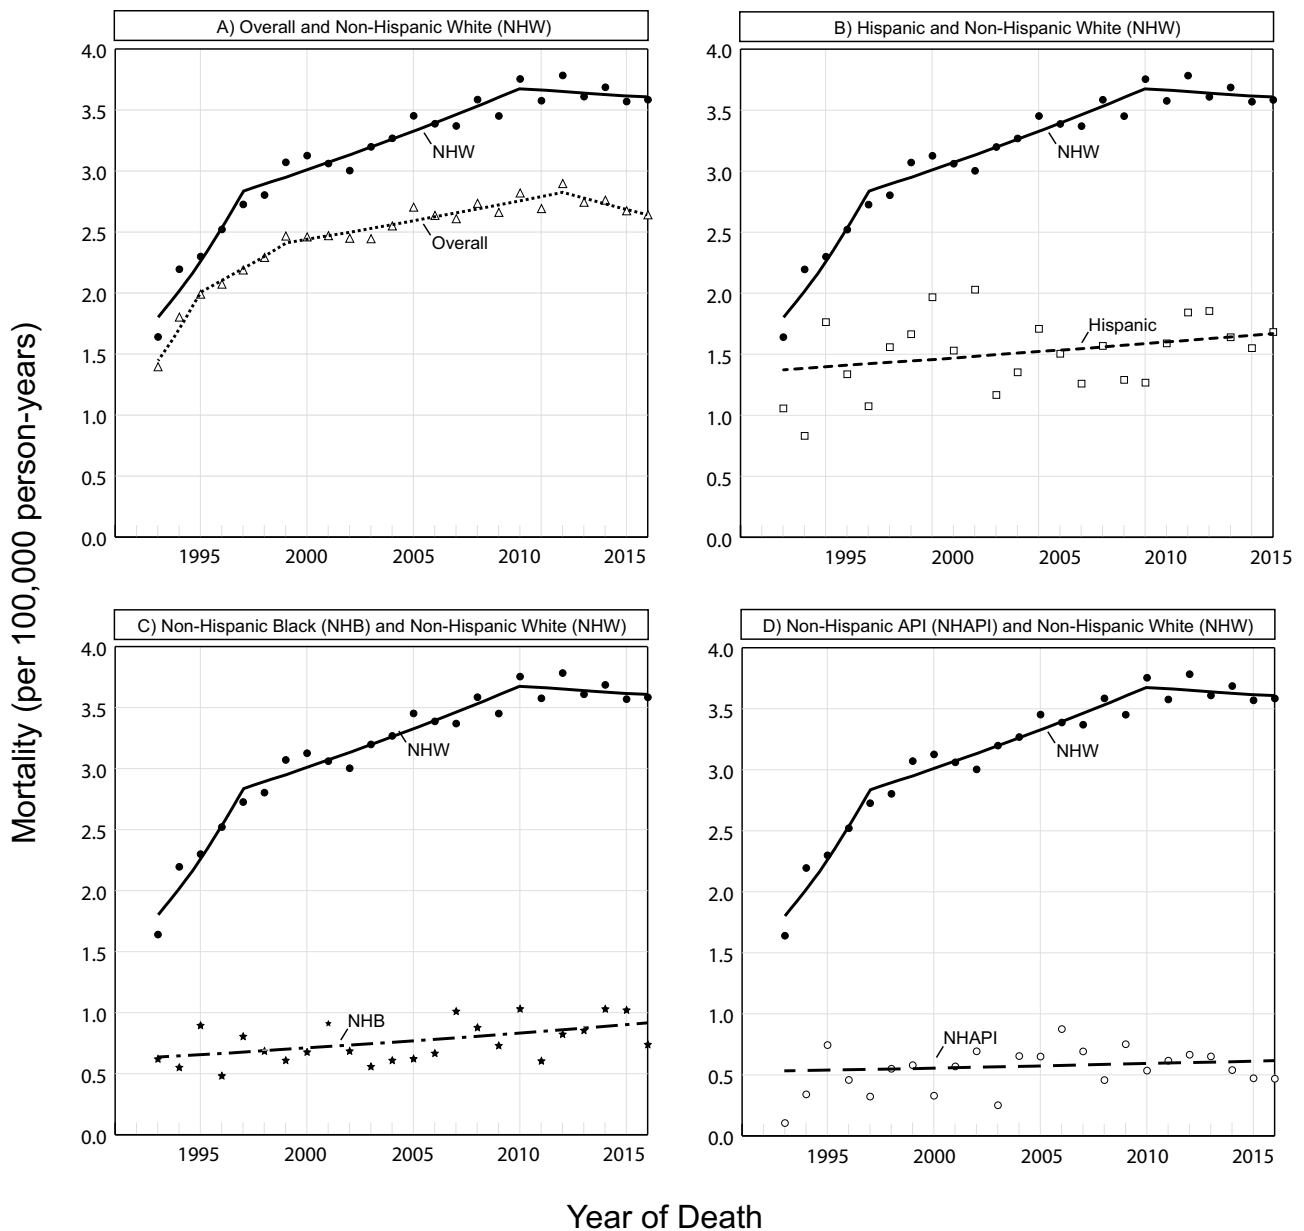 A) Overall and Non-Hispanic White (NHW)
4.0
3.5
3.0
2.5
2.0
1.5
1.0
0.5
0.0
NHW
Overall
1995 2000 2005 2010 2015
B) Hispanic and Non-Hispanic White (NHW)
4.0
3.5
3.0
2.5
2.0
1.5
1.0
0.5
0.0
NHW
Hispanic
1995 2000 2005 2010 2015
Mortality (per 100,000 person-years)
C) Non-Hispanic Black (NHB) and Non-Hispanic White (NHW)
4.0
3.5
3.0
2.5
2.0
1.5
1.0
0.5
0.0
NHW
NHB
1995 2000 2005 2010 2015
D) Non-Hispanic API (NHAPI) and Non-Hispanic White (NHW)
4.0
3.5
3.0
2.5
2.0
1.5
1.0
0.5
0.0
NHW
NHAPI
1995 2000 2005 2010 2015
Year of Death